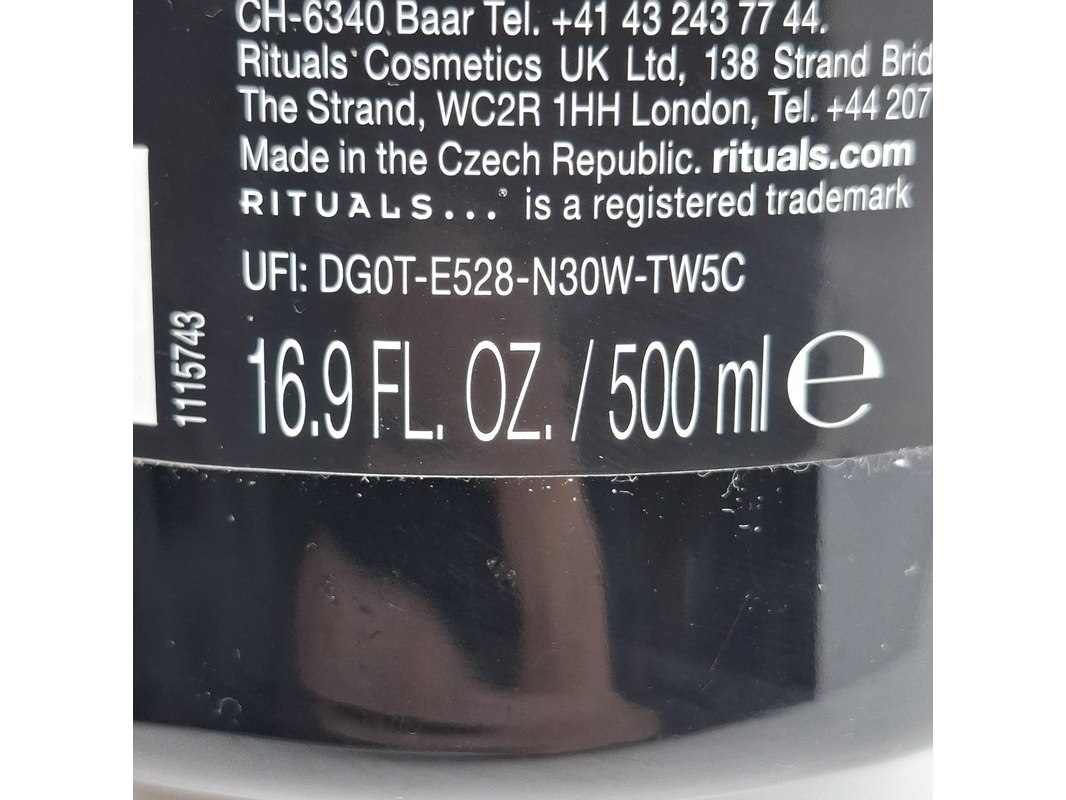 CH-6340 Baar Tel. +41 43 243 77 44.
Rituals Cosmetics UK Ltd, 138 Strand
The Strand, WC2R 1HH London, Tel. +44 207
Made in the Czech Republic. rituals.com
RITUALS...® is a registered trademark
UFI: DG0T-E528-N30W-TW5C
1115743
16.9 FL. OZ. / 500 ml ℮